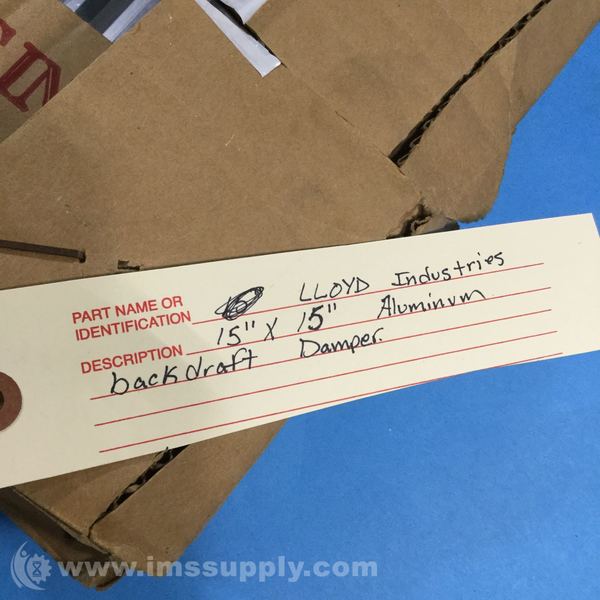 PART NAME OR
IDENTIFICATION LLOYD Industries
DESCRIPTION 15" X 15" Aluminum
backdraft Damper.
www.imssupply.com